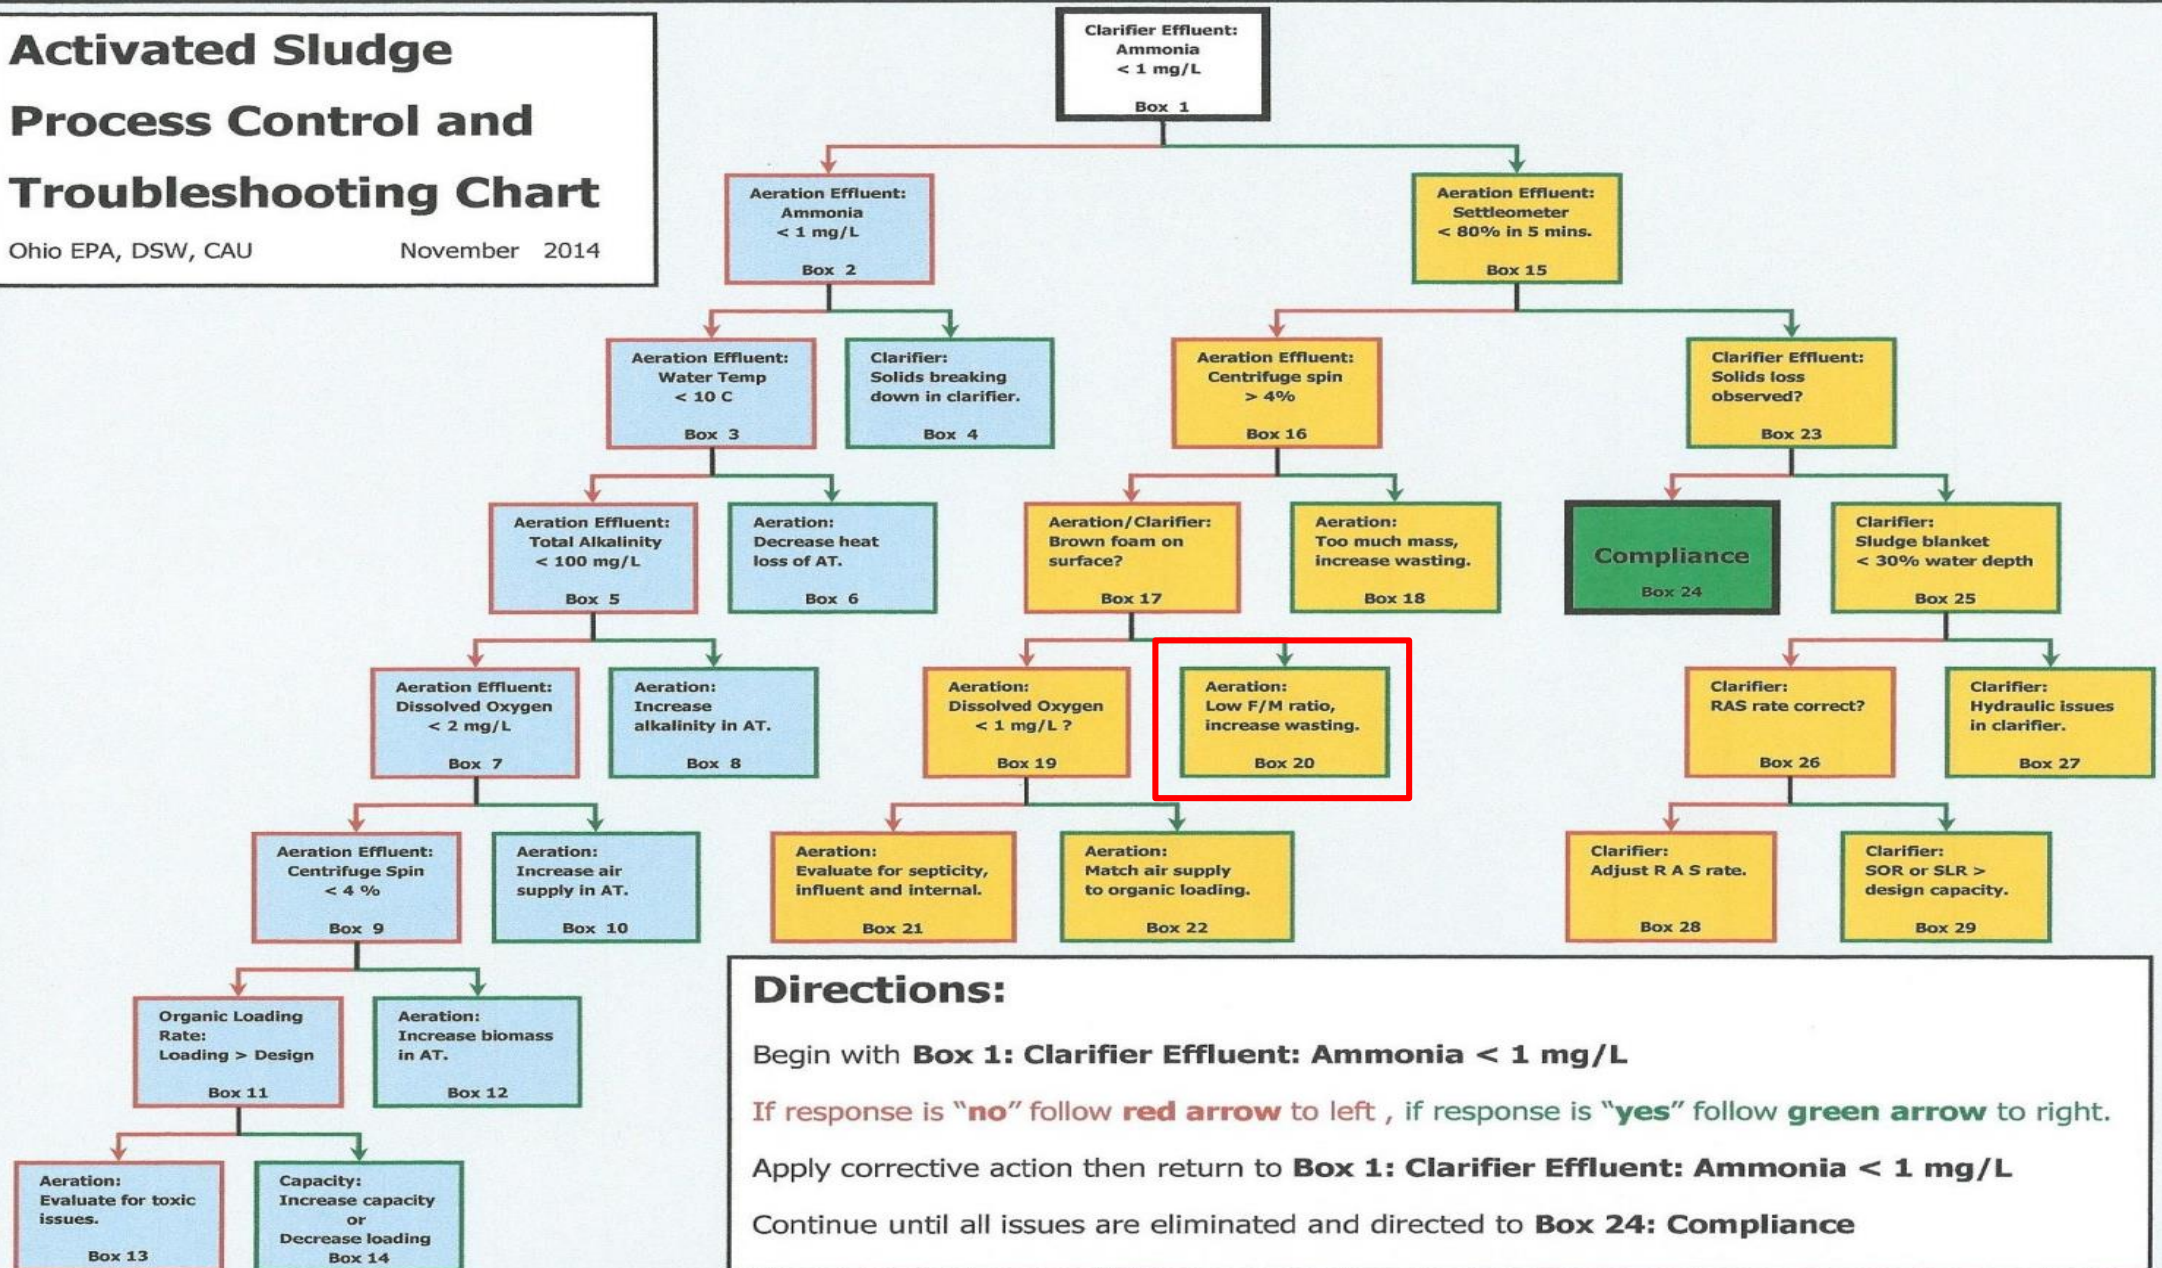 Activated Sludge
Process Control and
Troubleshooting Chart
Ohio EPA, DSW, CAU November 2014
Clarifier Effluent:
Ammonia
< 1 mg/L
Box 1
Aeration Effluent:
Ammonia
< 1 mg/L
Box 2
Aeration Effluent:
Settleometer
< 80% in 5 mins.
Box 15
Aeration Effluent:
Water Temp
< 10 C
Box 3
Clarifier:
Solids breaking
down in clarifier.
Box 4
Aeration Effluent:
Centrifuge spin
> 4%
Box 16
Clarifier Effluent:
Solids loss
observed?
Box 23
Aeration Effluent:
Total Alkalinity
< 100 mg/L
Box 5
Aeration:
Decrease heat
loss of AT.
Box 6
Aeration/Clarifier:
Brown foam on
surface?
Box 17
Aeration:
Too much mass,
increase wasting.
Box 18
Compliance
Box 24
Clarifier:
Sludge blanket
< 30% water depth
Box 25
Aeration Effluent:
Dissolved Oxygen
< 2 mg/L
Box 7
Aeration:
Increase
alkalinity in AT.
Box 8
Aeration:
Dissolved Oxygen
< 1 mg/L ?
Box 19
Aeration:
Low F/M ratio,
increase wasting.
Box 20
Clarifier:
RAS rate correct?
Box 26
Clarifier:
Hydraulic issues
in clarifier.
Box 27
Aeration Effluent:
Centrifuge Spin
< 4 %
Box 9
Aeration:
Increase air
supply in AT.
Box 10
Aeration:
Evaluate for septicity,
influent and internal.
Box 21
Aeration:
Match air supply
to organic loading.
Box 22
Clarifier:
Adjust R A S rate.
Box 28
Clarifier:
SOR or SLR >
design capacity.
Box 29
Organic Loading
Rate:
Loading > Design
Box 11
Aeration:
Increase biomass
in AT.
Box 12
Aeration:
Evaluate for toxic
issues.
Box 13
Capacity:
Increase capacity
or
Decrease loading
Box 14
Directions:
Begin with Box 1: Clarifier Effluent: Ammonia < 1 mg/L
If response is “no” follow red arrow to left , if response is “yes” follow green arrow to right.
Apply corrective action then return to Box 1: Clarifier Effluent: Ammonia < 1 mg/L
Continue until all issues are eliminated and directed to Box 24: Compliance